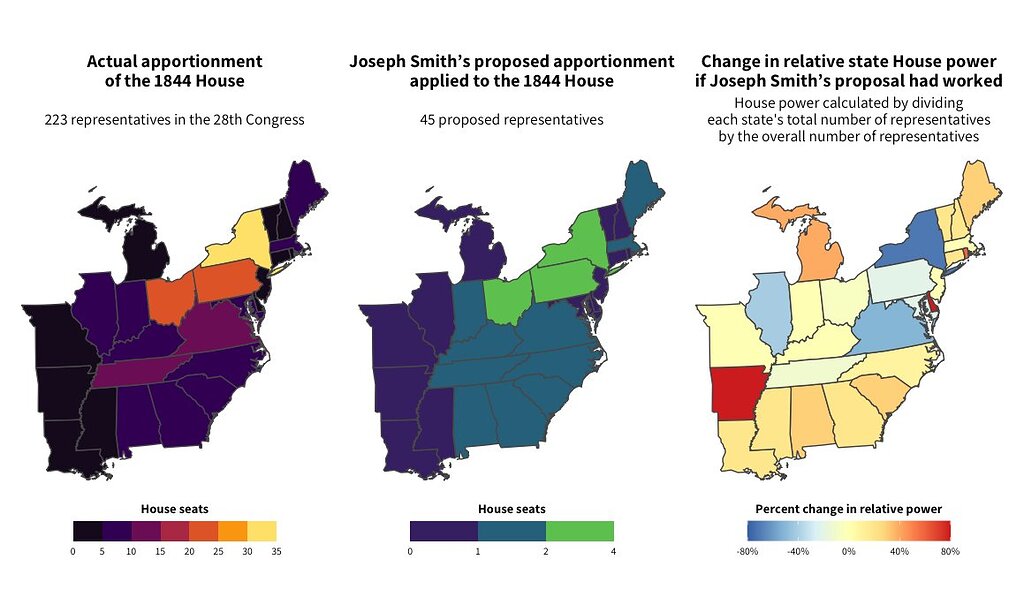 Actual apportionment
of the 1844 House
223 representatives in the 28th Congress
House seats
0 5 10 15 20 25 30 35
Joseph Smith’s proposed apportionment
applied to the 1844 House
45 proposed representatives
House seats
0 1 2 4
Change in relative state House power
if Joseph Smith’s proposal had worked
House power calculated by dividing
each state's total number of representatives
by the overall number of representatives
Percent change in relative power
-80% -40% 0% 40% 80%